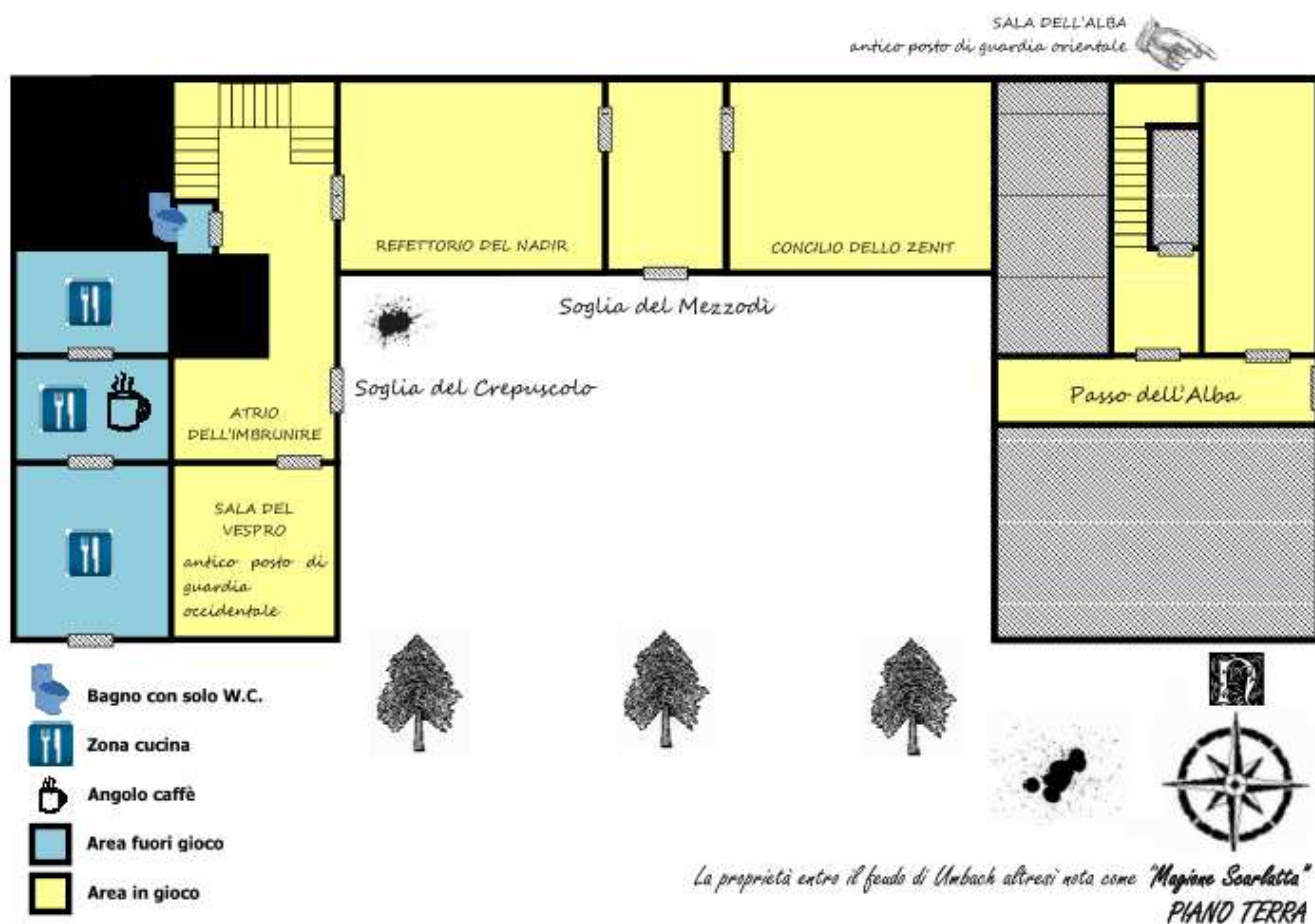 SALA DELL'ALBA
antico posto di guardia orientale
REFETTORIO DEL NADIR
CONCILIO DELLO ZENIT
Soglia del Mezzodì
Soglia del Crepuscolo
Passo dell'Alba
ATRIO
DELL'IMBRUNIRE
SALA DEL
VESPRO
antico posto di
guardia
occidentale
Bagno con solo W.C.
Zona cucina
Angolo caffè
Area fuori gioco
Area in gioco
N
La proprietà entro il feudo di Umbach altresì nota come "Magione Scarlatta"
PIANO TERRA